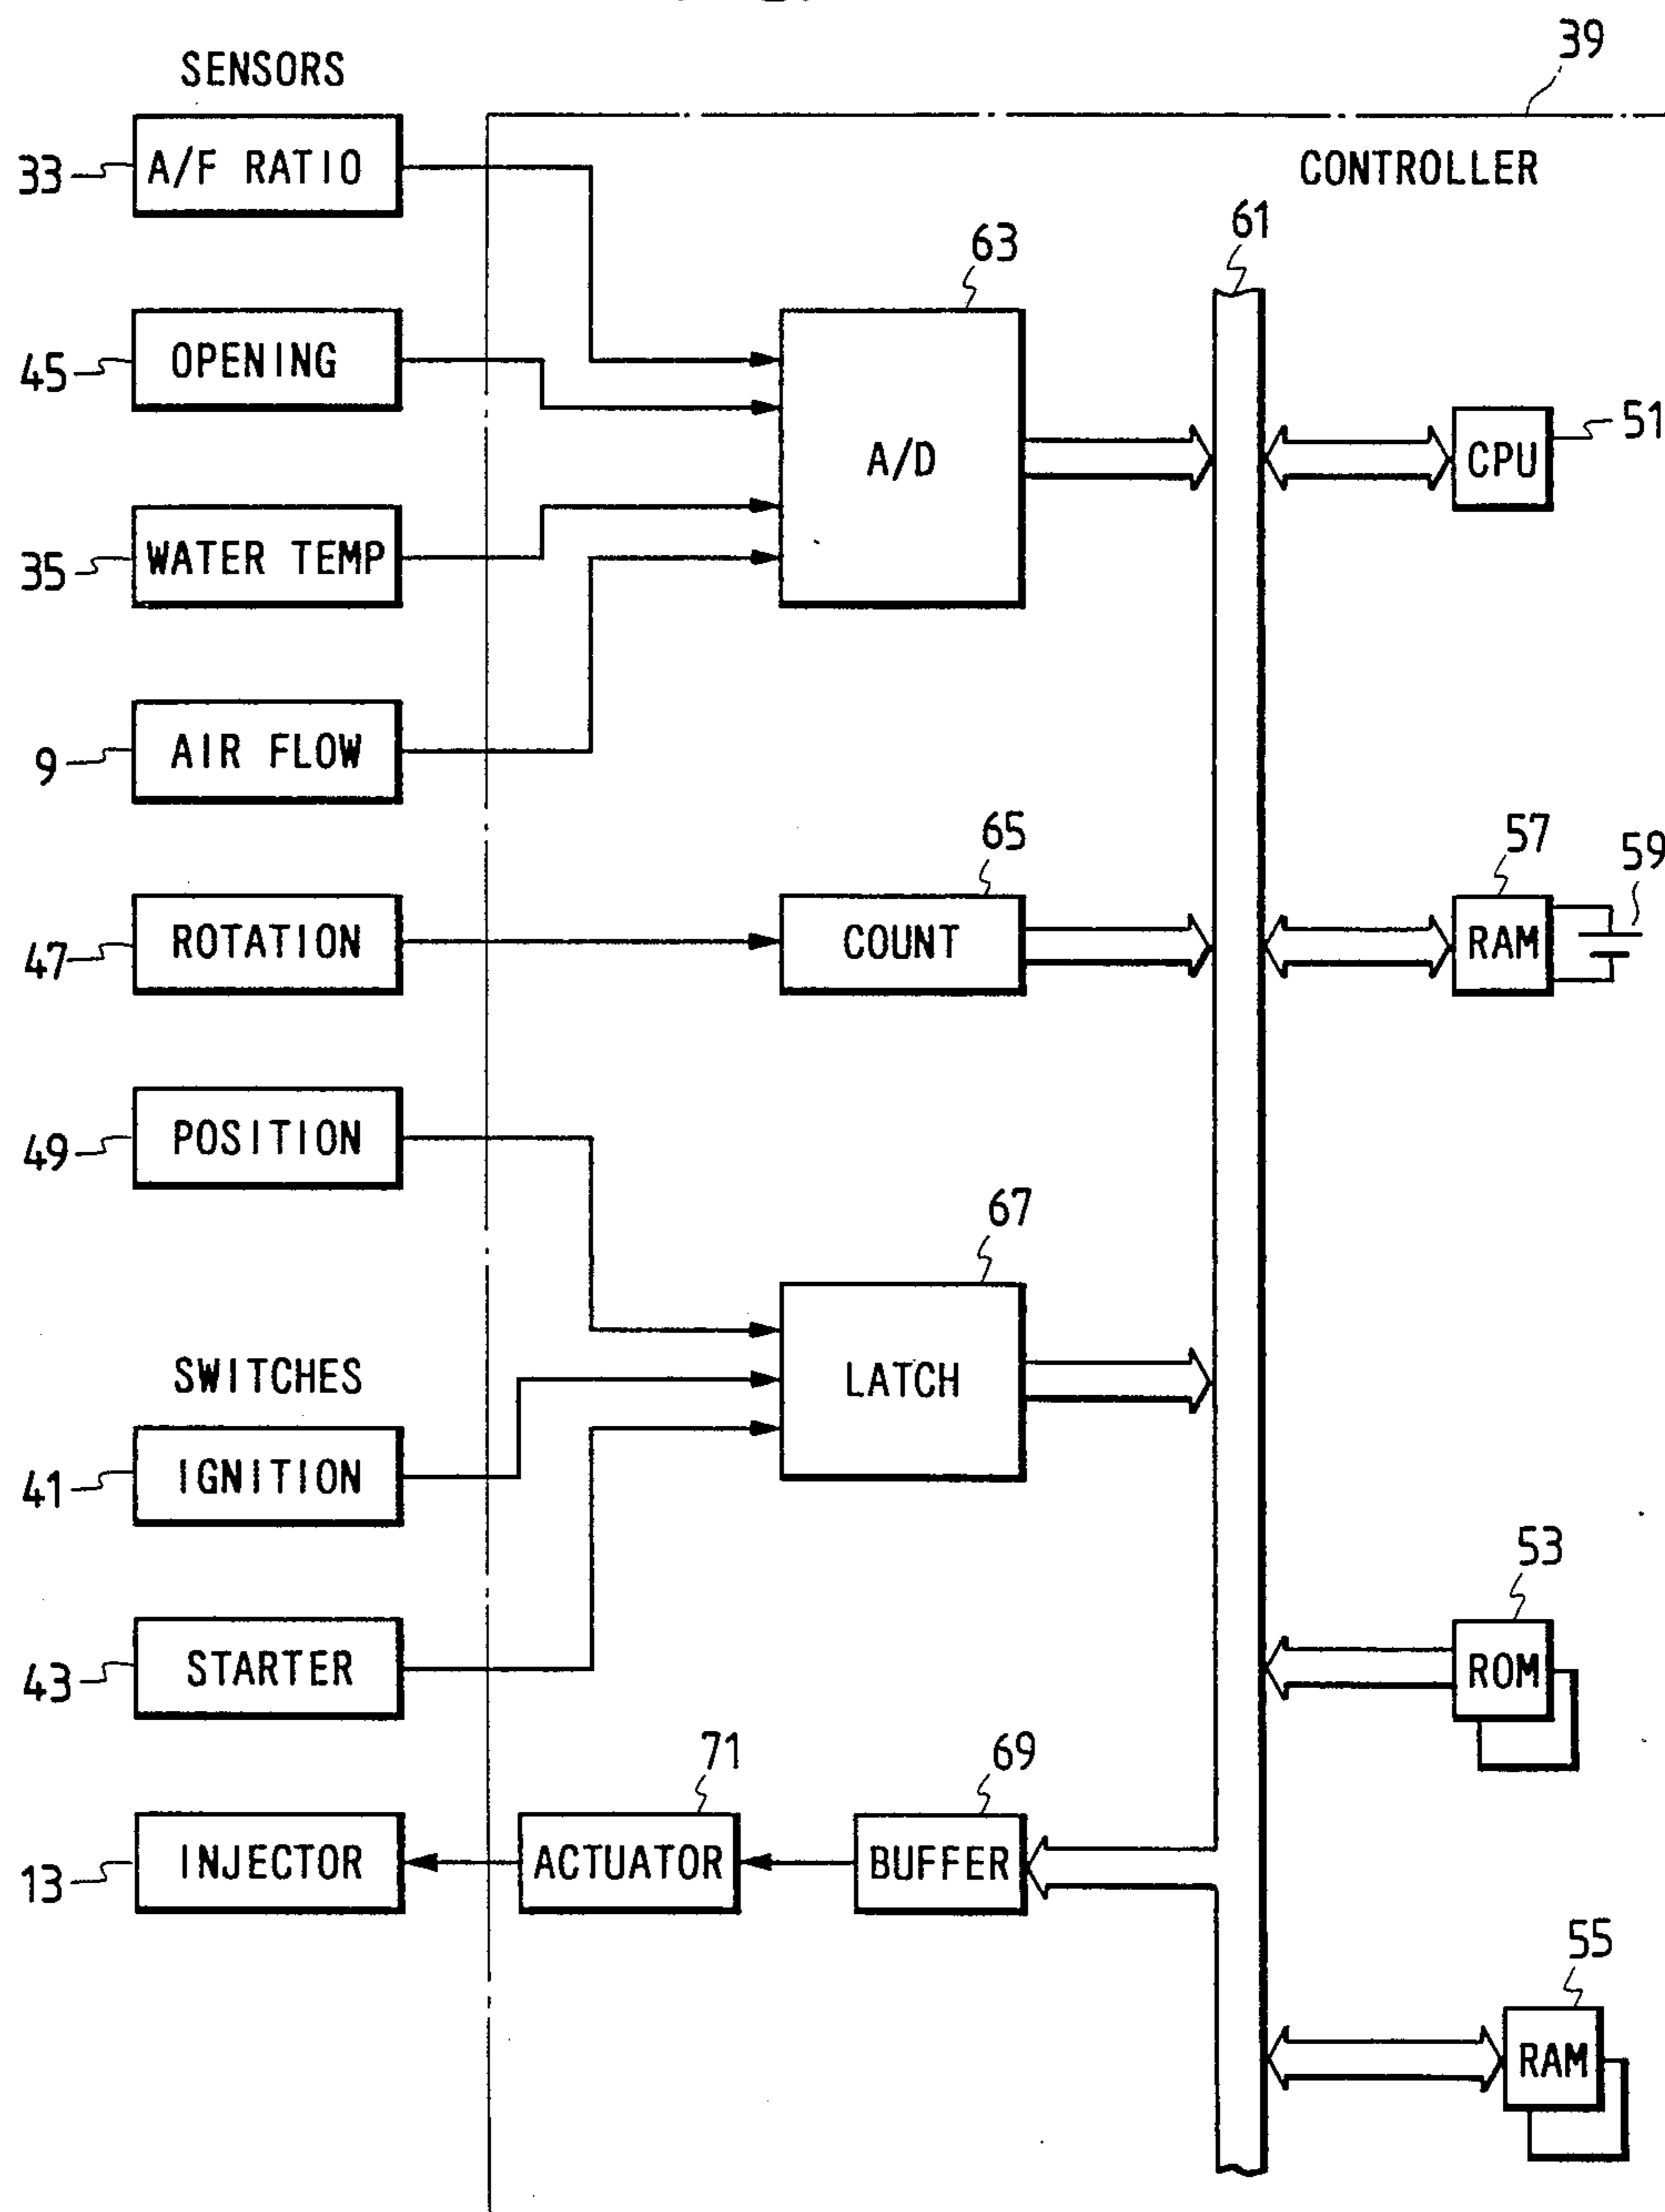 39
SENSORS
CONTROLLER
33 A/F RATIO
61
63
45 OPENING
A/D
CPU 51
35 WATER TEMP
9 AIR FLOW
65
57
59
47 ROTATION
COUNT
RAM
49 POSITION
67
SWITCHES
LATCH
41 IGNITION
53
43 STARTER
ROM
71
69
13 INJECTOR
ACTUATOR
BUFFER
55
RAM